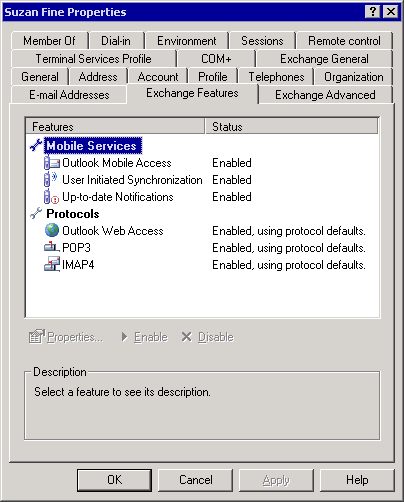 Suzan Fine Properties
Member Of Dial-in Environment Sessions Remote control
Terminal Services Profile COM+ Exchange General
General Address Account Profile Telephones Organization
E-mail Addresses Exchange Features Exchange Advanced
Features Status
Mobile Services
Outlook Mobile Access Enabled
User Initiated Synchronization Enabled
Up-to-date Notifications Enabled
Protocols
Outlook Web Access Enabled, using protocol defaults.
POP3 Enabled, using protocol defaults.
IMAP4 Enabled, using protocol defaults.
Properties... Enable Disable
Description
Select a feature to see its description.
OK Cancel Apply Help